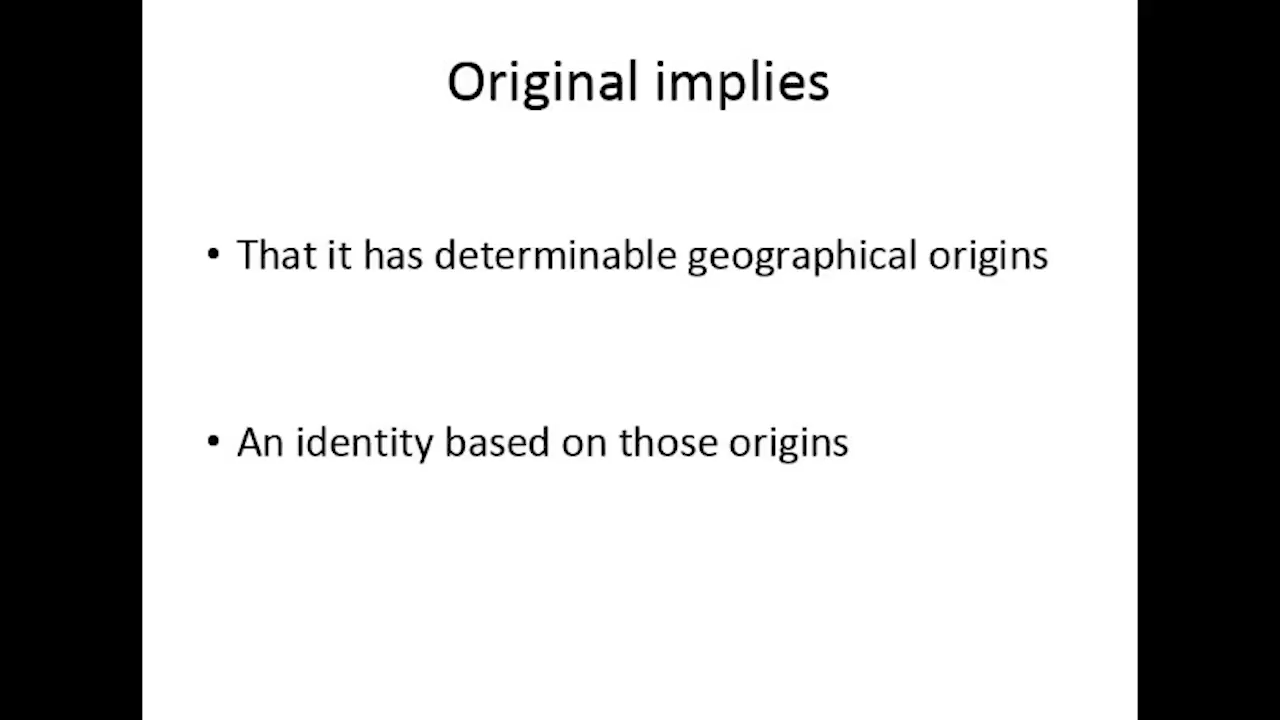 Original implies
• That it has determinable geographical origins
• An identity based on those origins